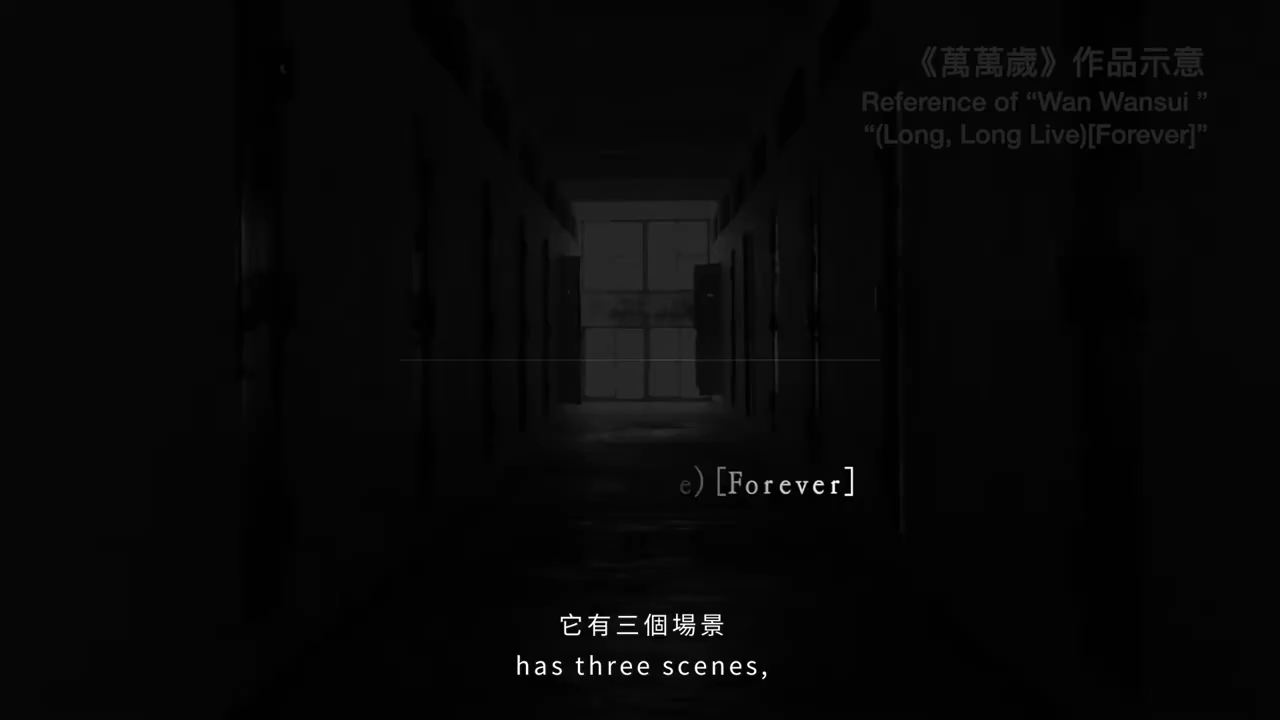 《萬萬歲》作品示意
Reference of “Wan Wansui ”
“(Long, Long Live)[Forever]”
e) [Forever]
它有三個場景
has three scenes,